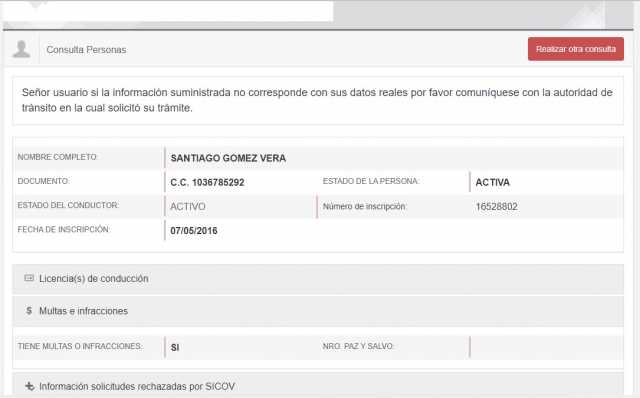 Consulta Personas
Realizar otra consulta
Señor usuario si la información suministrada no corresponde con sus datos reales por favor comuníquese con la autoridad de
tránsito en la cual solicitó su trámite.
NOMBRE COMPLETO: SANTIAGO GOMEZ VERA
DOCUMENTO: C.C. 1036785292 ESTADO DE LA PERSONA: ACTIVA
ESTADO DEL CONDUCTOR: ACTIVO Número de inscripción: 16528802
FECHA DE INSCRIPCIÓN: 07/05/2016
Licencia(s) de conducción
$ Multas e infracciones
TIENE MULTAS O INFRACCIONES: SI NRO. PAZ Y SALVO:
Información solicitudes rechazadas por SICOV